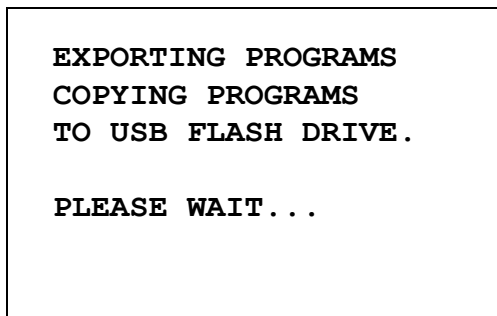 EXPORTING PROGRAMS
COPYING PROGRAMS
TO USB FLASH DRIVE.
PLEASE WAIT...